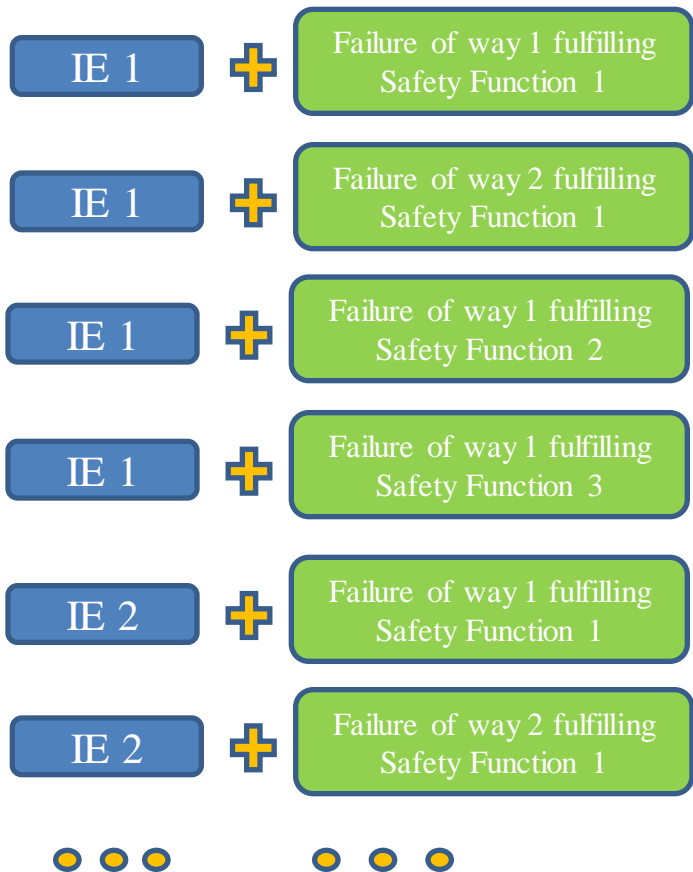 IE 1
Failure of way 1 fulfilling
Safety Function 1
IE 1
Failure of way 2 fulfilling
Safety Function 1
IE 1
Failure of way 1 fulfilling
Safety Function 2
IE 1
Failure of way 1 fulfilling
Safety Function 3
IE 2
Failure of way 1 fulfilling
Safety Function 1
IE 2
Failure of way 2 fulfilling
Safety Function 1